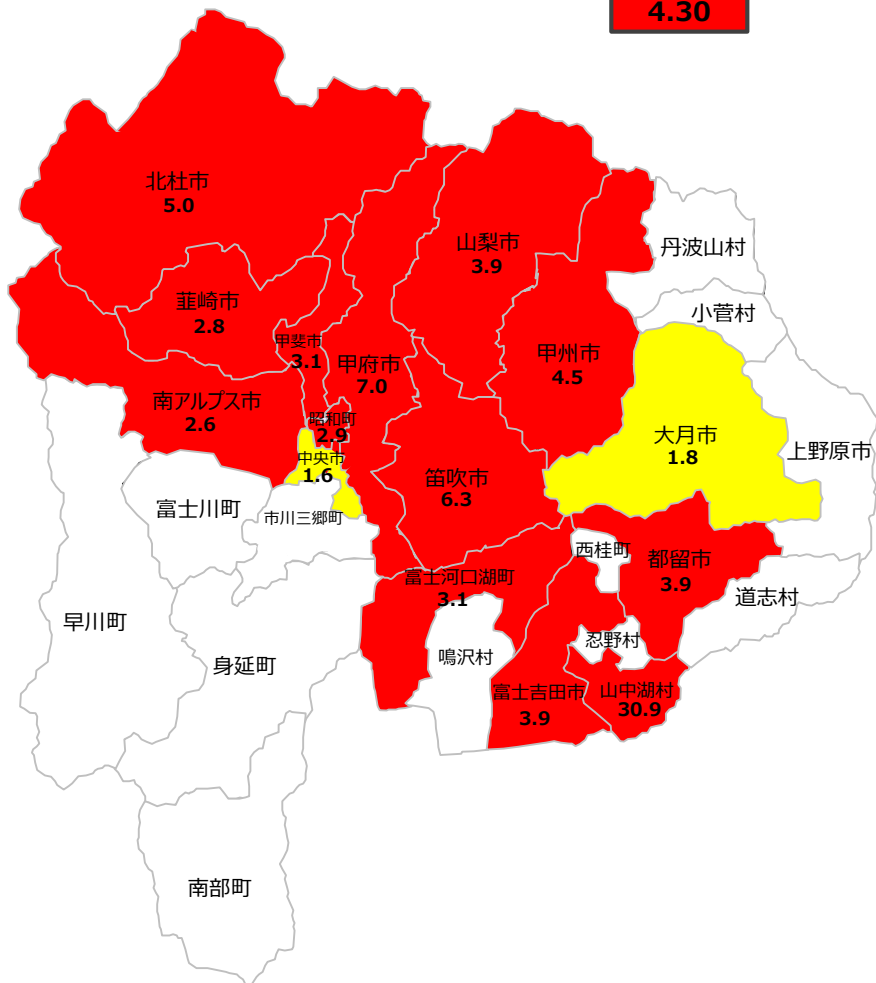 4.30
北杜市
5.0
山梨市
3.9
丹波山村
小菅村
韮崎市
2.8
甲斐市
3.1
甲府市
7.0
甲州市
4.5
南アルプス市
2.6
昭和町
2.9
中央市
1.6
笛吹市
6.3
大月市
1.8
上野原市
富士川町
市川三郷町
西桂町
都留市
3.9
富士河口湖町
3.1
道志村
早川町
身延町
鳴沢村
忍野村
富士吉田市
3.9
山中湖村
30.9
南部町